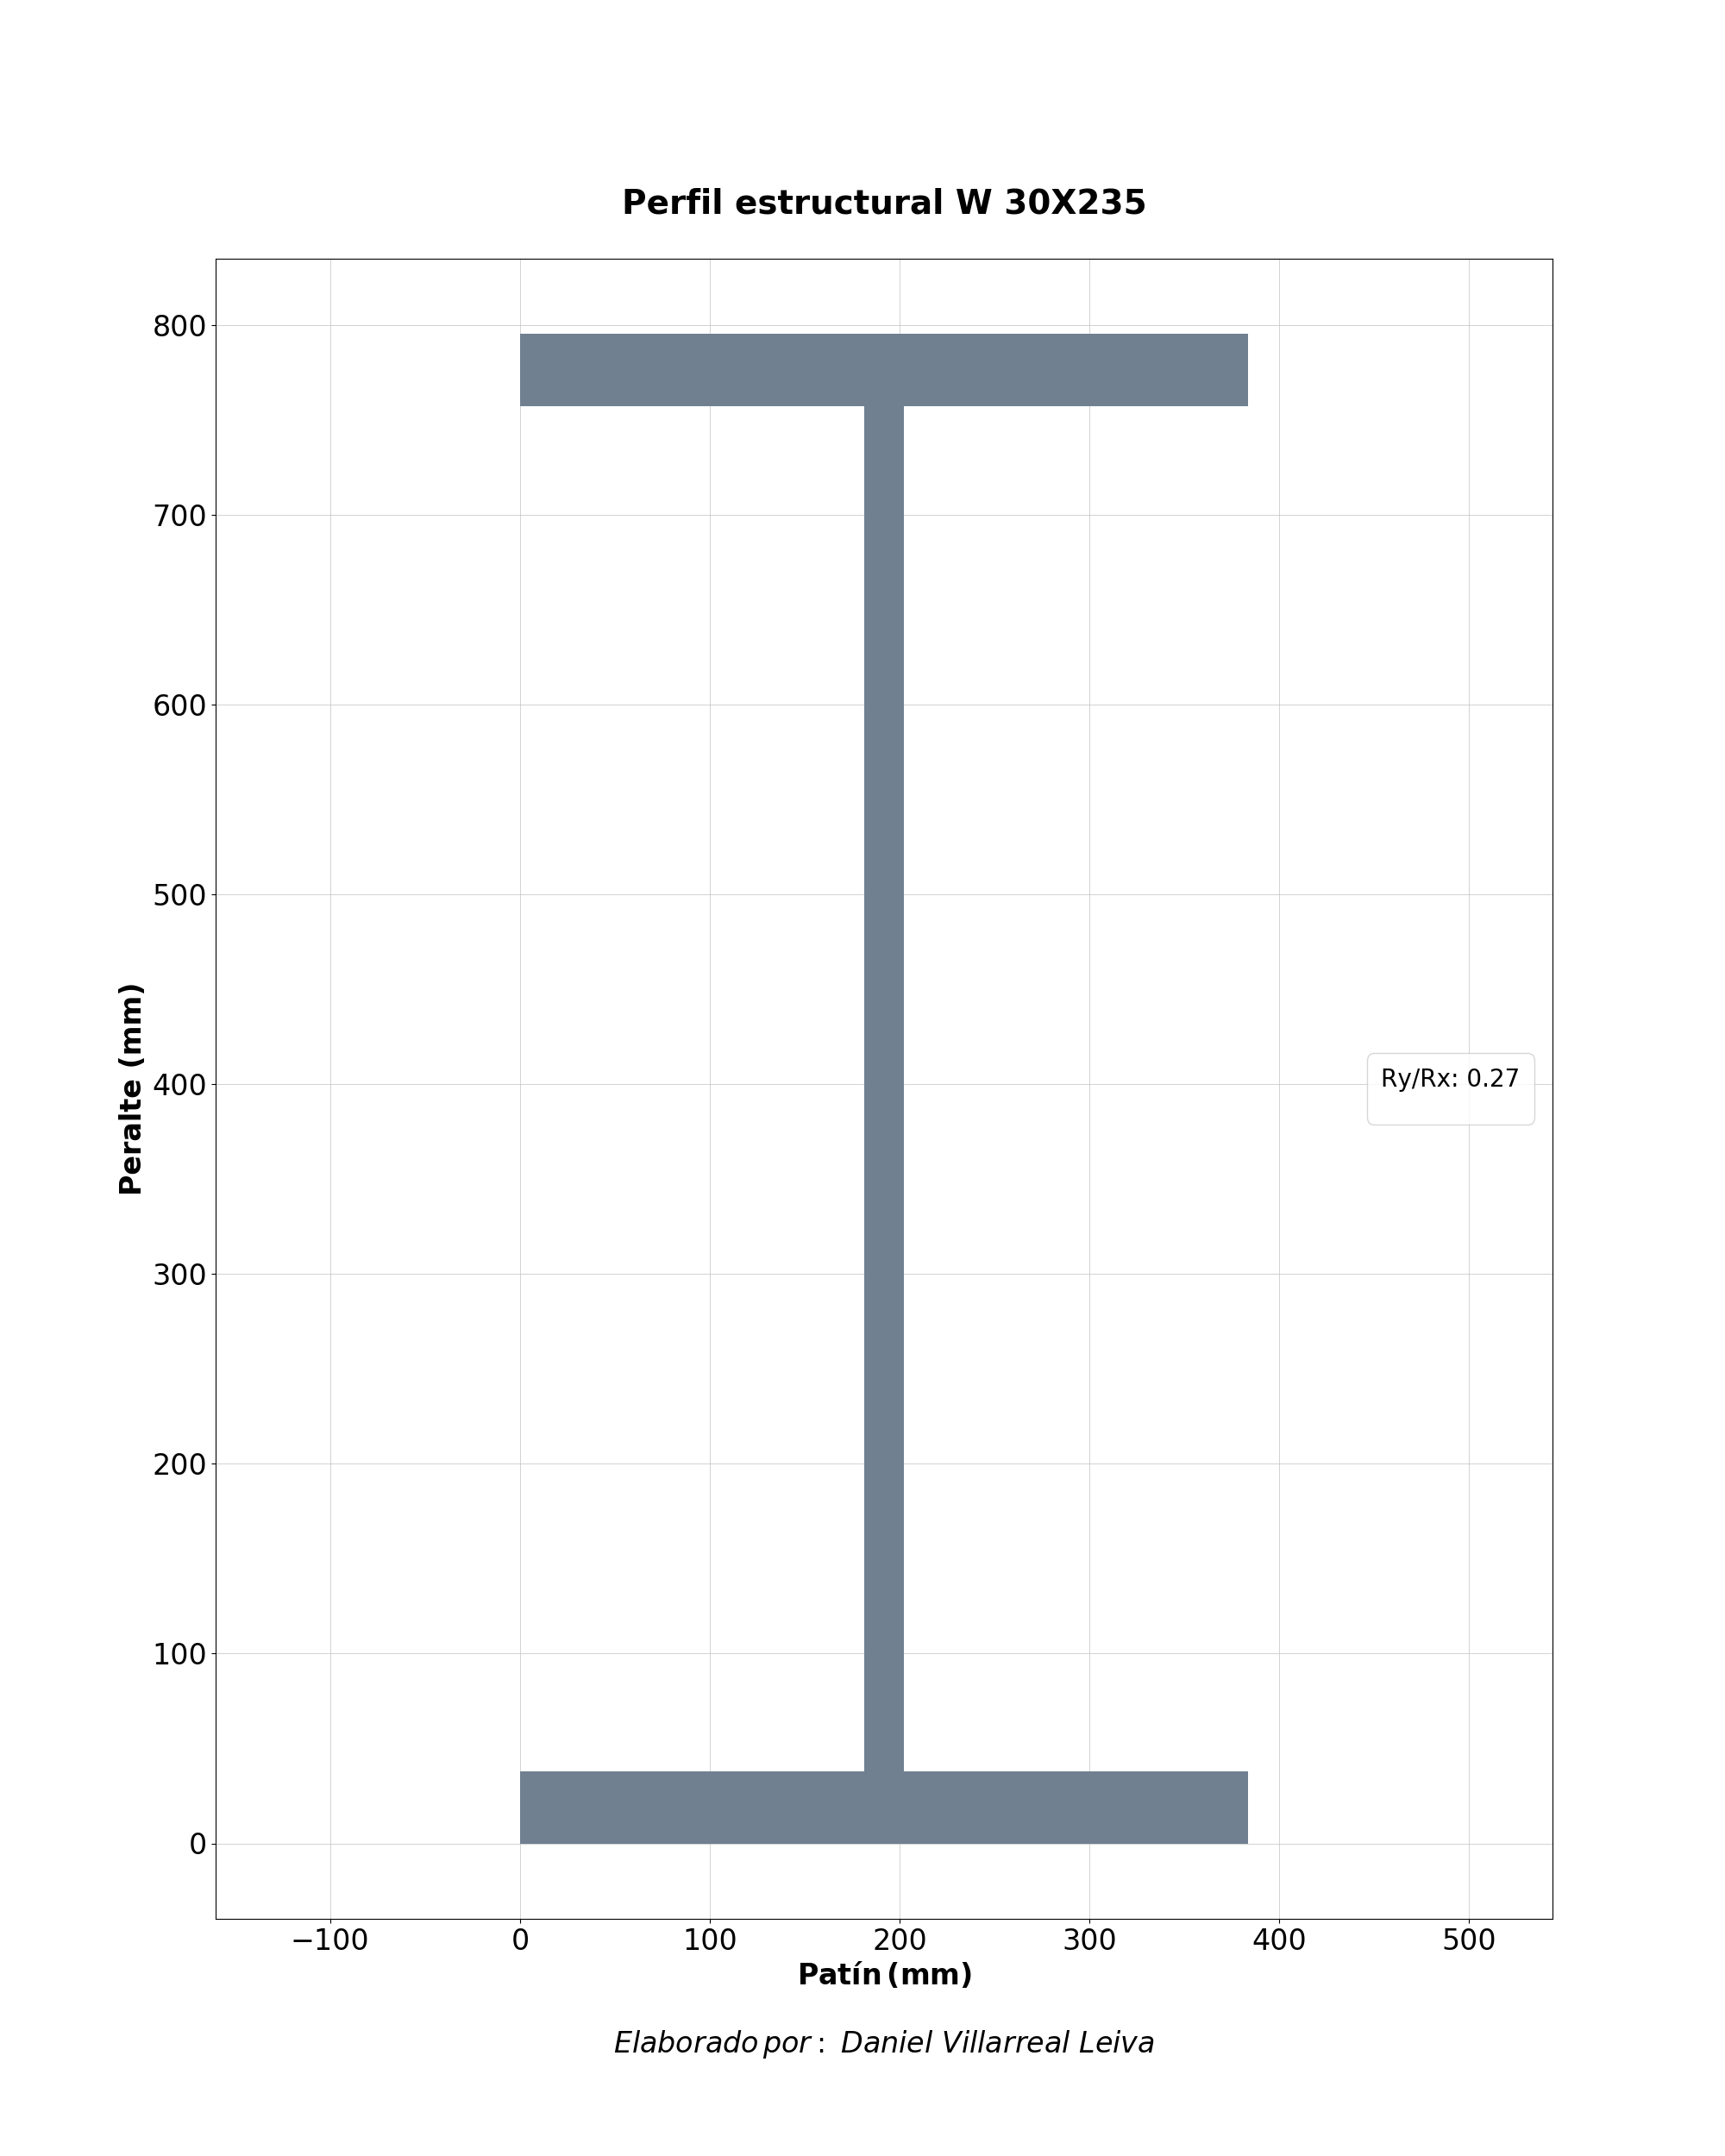 Perfil estructural W 30X235
800
700
600
500
400
300
200
100
0
Peralte (mm)
Ry/Rx: 0.27
−100 0 100 200 300 400 500
Patín (mm)
Elaborado por: Daniel Villarreal Leiva